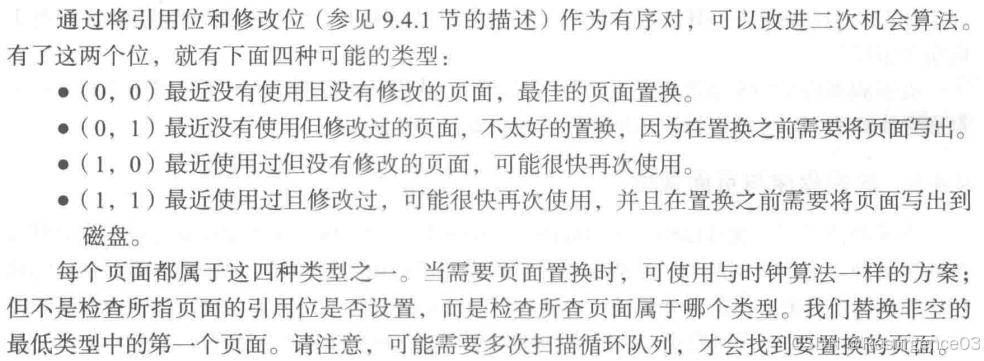 通过将引用位和修改位（参见 9.4.1 节的描述）作为有序对，可以改进二次机会算法。
有了这两个位，就有下面四种可能的类型：
●（0，0）最近没有使用且没有修改的页面，最佳的页面置换。
●（0，1）最近没有使用但修改过的页面，不太好的置换，因为在置换之前需要将页面写出。
●（1，0）最近使用过但没有修改的页面，可能很快再次使用。
●（1，1）最近使用过且修改过，可能很快再次使用，并且在置换之前需要将页面写出到
磁盘。
每个页面都属于这四种类型之一。当需要页面置换时，可使用与时钟算法一样的方案；
但不是检查所指页面的引用位是否设置，而是检查所查页面属于哪个类型。我们替换非空的
最低类型中的第一个页面。请注意，可能需要多次扫描循环队列，才会找到要置换的页面。